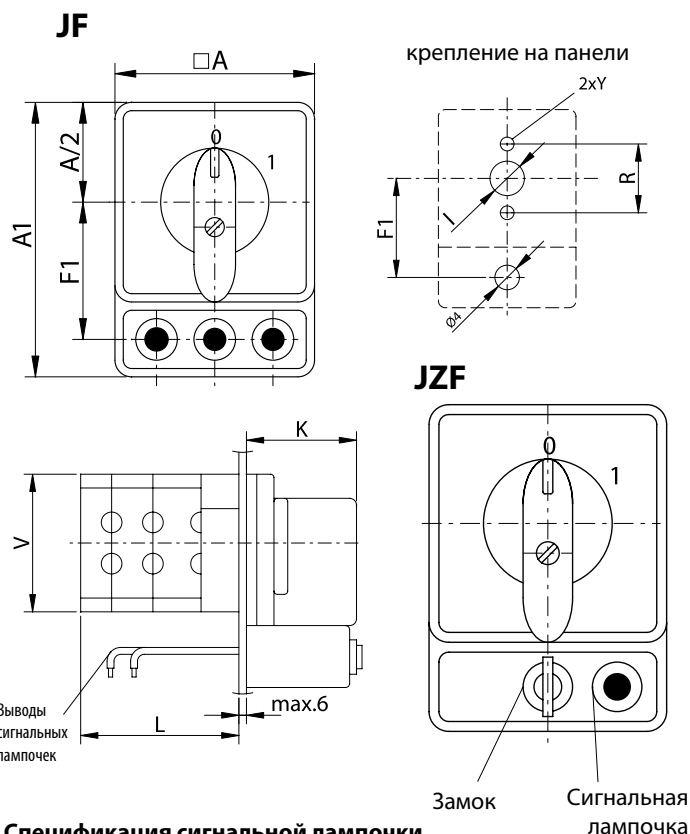 JF
□A
крепление на панели
2xY
0
1
A/2
A1
F1
R
I
F1
Ø4
JZF
K
0
1
V
Выводы
сигнальных
лампочек
L
max.6
Замок
Сигнальная
лампочка
Спецификация сигнальной лампочки